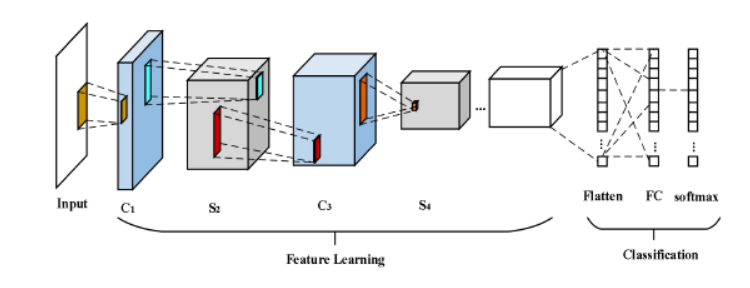 Input
C1
S2
C3
S4
...
Flatten
FC
softmax
Feature Learning
Classification